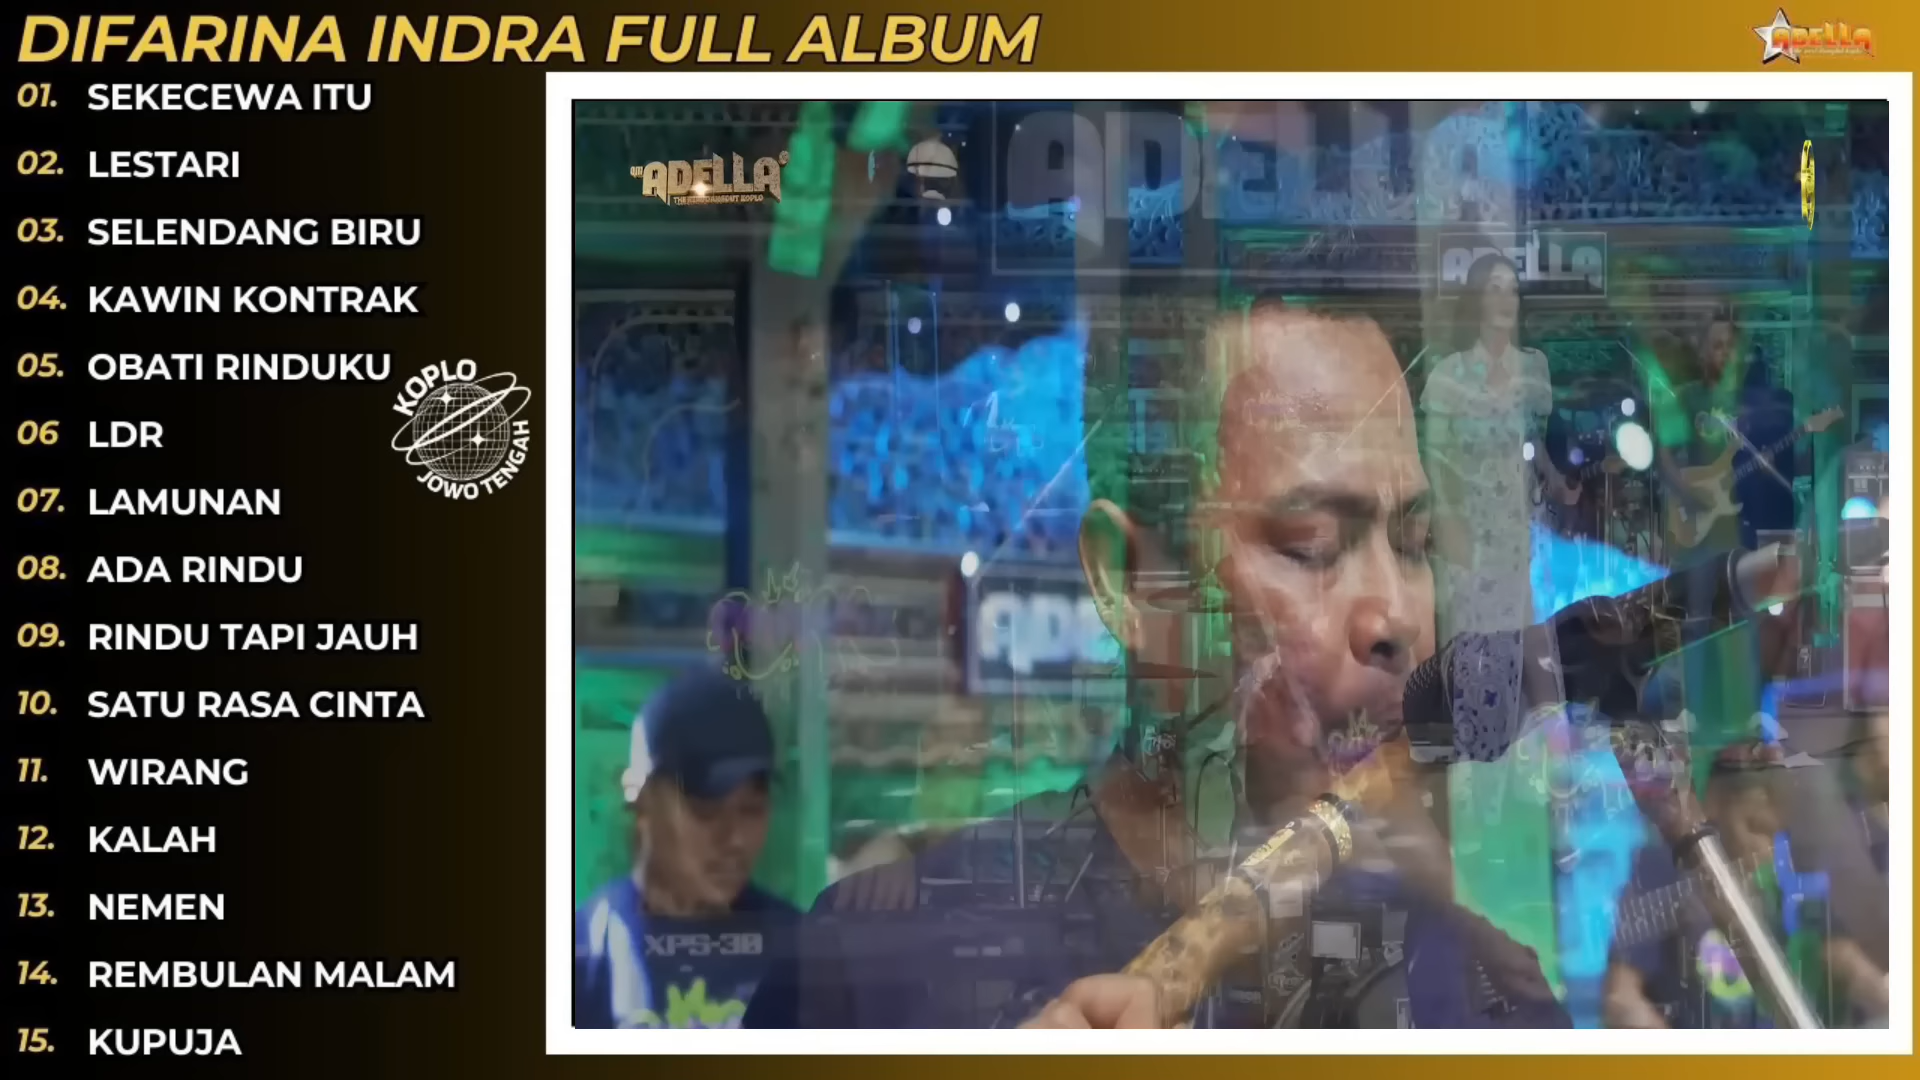 DIFARINA INDRA FULL ALBUM
ADELLA
01. SEKECEWA ITU
02. LESTARI
03. SELENDANG BIRU
04. KAWIN KONTRAK
05. OBATI RINDUKU
06 LDR
07. LAMUNAN
08. ADA RINDU
09. RINDU TAPI JAUH
10. SATU RASA CINTA
11. WIRANG
12. KALAH
13. NEMEN
14. REMBULAN MALAM
15. KUPUJA
KOPLO
JOWO TENGAH
OM ADELLA
ADELLA
ADELLA
XPS-30